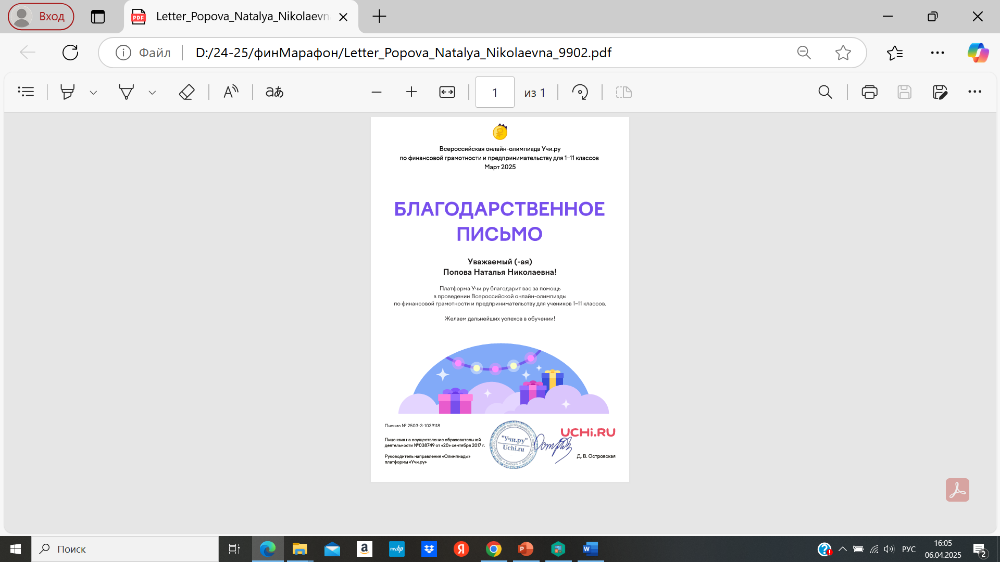 Вход
Letter_Popova_Natalya_Nikolaevn
Файл
D:/24-25/финМарафон/Letter_Popova_Natalya_Nikolaevna_9902.pdf
aあ
1 из 1
Всероссийская онлайн-олимпиада Учи.ру
по финансовой грамотности и предпринимательству для 1–11 классов
Март 2025
БЛАГОДАРСТВЕННОЕ
ПИСЬМО
Уважаемый (-ая)
Попова Наталья Николаевна!
Платформа Учи.ру благодарит вас за помощь
в проведении Всероссийской онлайн-олимпиады
по финансовой грамотности и предпринимательству для учеников 1–11 классов.
Желаем дальнейших успехов в обучении!
Письмо № 2503-3-1039118
Лицензия на осуществление образовательной
деятельности №038749 от «20» сентября 2017 г.
Руководитель направления «Олимпиады»
платформы «Учи.ру»
"Учи.ру"
Uchi.ru
UCHi.RU
Д. В. Островская
Поиск
РУС
16:05
06.04.2025
2